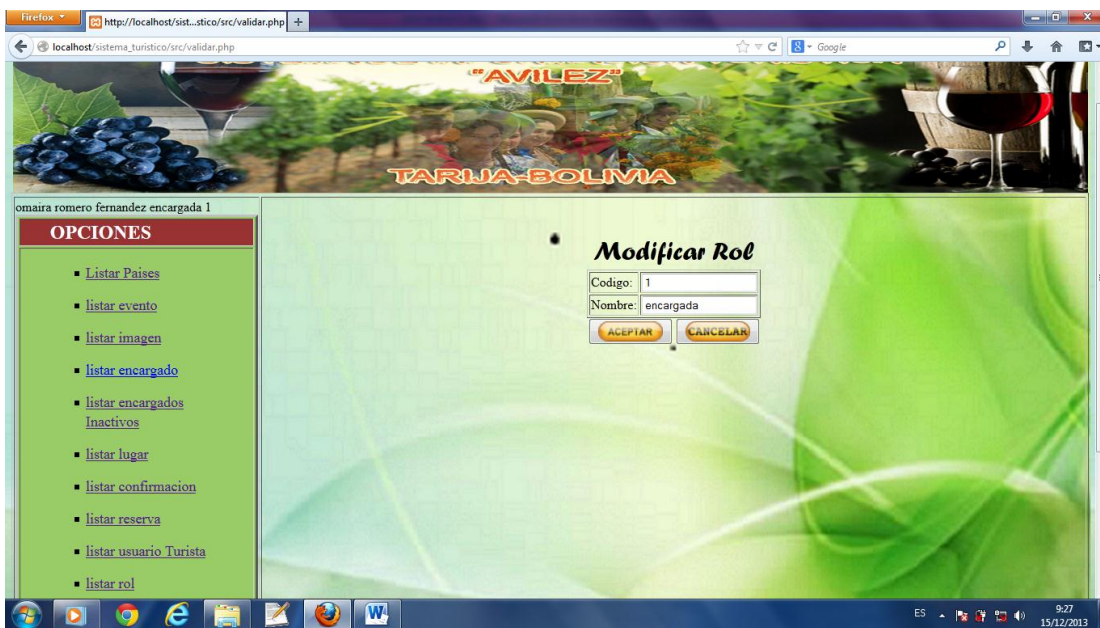 Firefox
http://localhost/sist...stico/src/validar.php
localhost/sistema_turistico/src/validar.php
Google
"AVILEZ"
TARIJA-BOLIVIA
omaira romero fernandez encargada 1
OPCIONES
Listar Paises
listar evento
listar imagen
listar encargado
listar encargados
Inactivos
listar lugar
listar confirmacion
listar reserva
listar usuario Turista
listar rol
Modificar Rol
Codigo: 1
Nombre: encargada
ACEPTAR CANCELAR
ES
9:27
15/12/2013